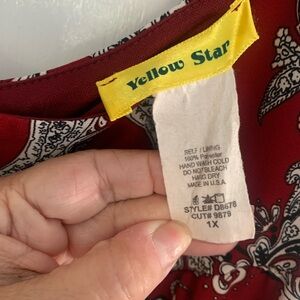 Yellow Star
SELF / LINING
100% Polyester
HAND WASH COLD
DO NOT BLEACH
HANG DRY
MADE IN U.S.A.
STYLE# D8678
CUT# 9879
1X